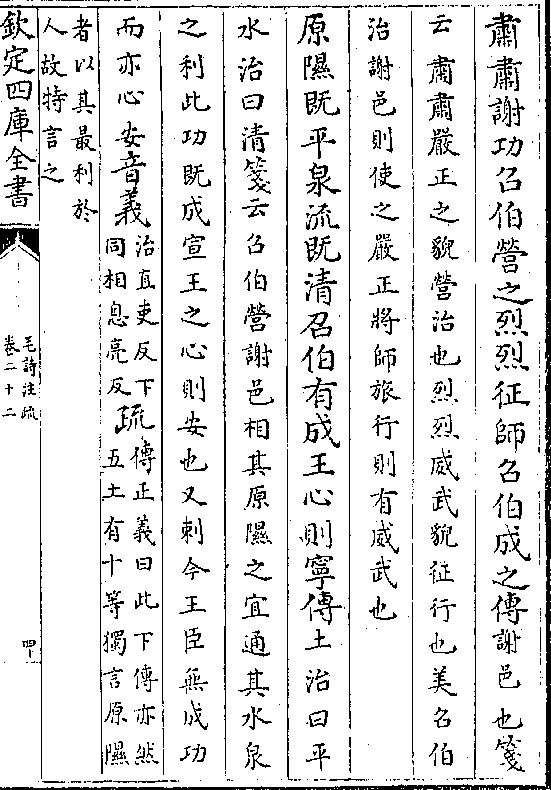 肅肅謝功召伯營之烈烈征師召伯成之傳謝邑也箋
云肅肅嚴正之貌營治也烈烈威武貌征行也美召伯
治謝邑則使之嚴正將師旅行則有威武也
原隰既平泉流既清召伯有成王心則寧傳土治曰平
水治曰清箋云召伯營謝邑相其原隰之宜通其水泉
之利此功既成宣王之心則安也又刺今王臣無成功
而亦心安音義治直吏反下同相息亮反疏傳正義曰此下傳亦然五土有十等獨言原隰
者以其最利於人故特言之
欽定四庫全書
毛詩注疏
卷二十二